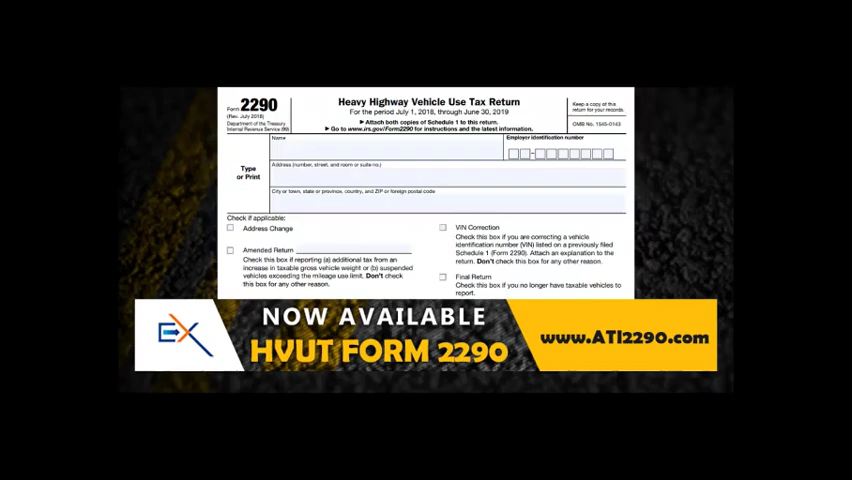 Form 2290
(Rev. July 2018)
Department of the Treasury
Internal Revenue Service (99)
Heavy Highway Vehicle Use Tax Return
For the period July 1, 2018, through June 30, 2019
▶ Attach both copies of Schedule 1 to this return.
▶ Go to www.irs.gov/Form2290 for instructions and the latest information.
Keep a copy of this
return for your records.
OMB No. 1545-0143
Type
or Print
Name
Employer identification number
Address (number, street, and room or suite no.)
City or town, state or province, country, and ZIP or foreign postal code
Check if applicable:
Address Change
Amended Return
Check this box if reporting (a) additional tax from an
increase in taxable gross vehicle weight or (b) suspended
vehicles exceeding the mileage use limit. Don't check
this box for any other reason.
VIN Correction
Check this box if you are correcting a vehicle
identification number (VIN) listed on a previously filed
Schedule 1 (Form 2290). Attach an explanation to the
return. Don't check this box for any other reason.
Final Return
Check this box if you no longer have taxable vehicles to
report.
EX
NOW AVAILABLE
HVUT FORM 2290
www.ATI2290.com